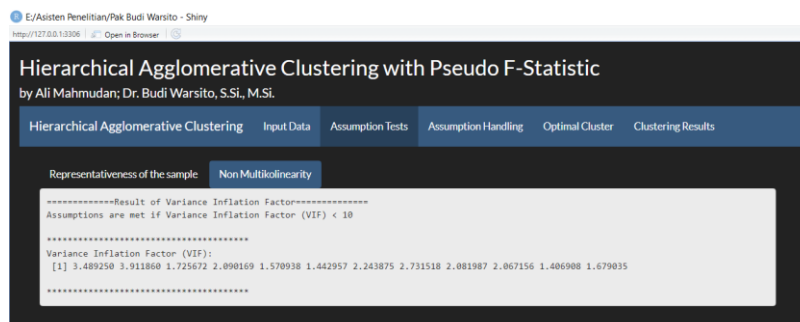 E:/Asisten Penelitian/Pak Budi Warsito - Shiny
http://127.0.0.1:3306 Open in Browser
Hierarchical Agglomerative Clustering with Pseudo F-Statistic
by Ali Mahmudan; Dr. Budi Warsito, S.Si., M.Si.
Hierarchical Agglomerative Clustering Input Data Assumption Tests Assumption Handling Optimal Cluster Clustering Results
Representativeness of the sample Non Multikolinearity
=============Result of Variance Inflation Factor==============
Assumptions are met if Variance Inflation Factor (VIF) < 10
***************************************
Variance Inflation Factor (VIF):
[1] 3.489250 3.911860 1.725672 2.090169 1.570938 1.442957 2.243875 2.731518 2.081987 2.067156 1.406908 1.679035
***************************************